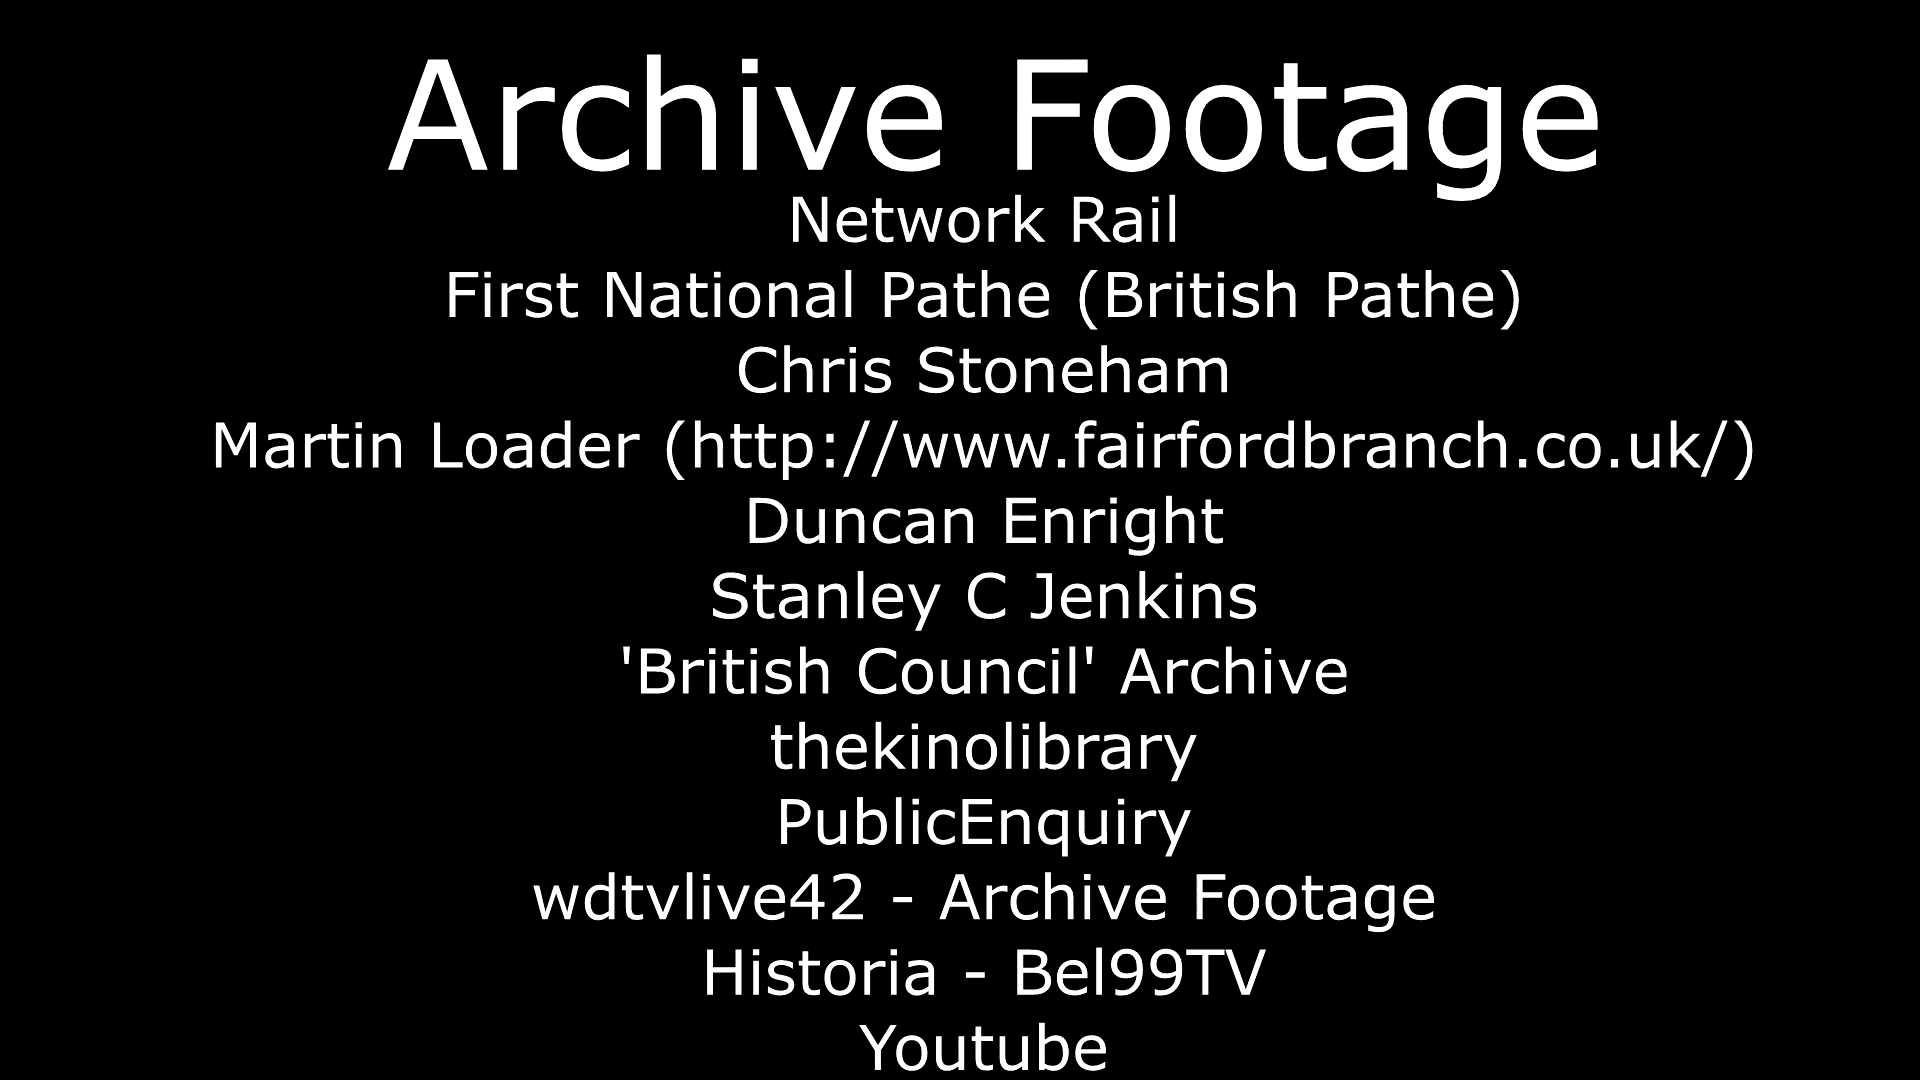 Archive Footage
Network Rail
First National Pathe (British Pathe)
Chris Stoneham
Martin Loader (http://www.fairfordbranch.co.uk/)
Duncan Enright
Stanley C Jenkins
'British Council' Archive
thekinolibrary
PublicEnquiry
wdtvlive42 - Archive Footage
Historia - Bel99TV
Youtube